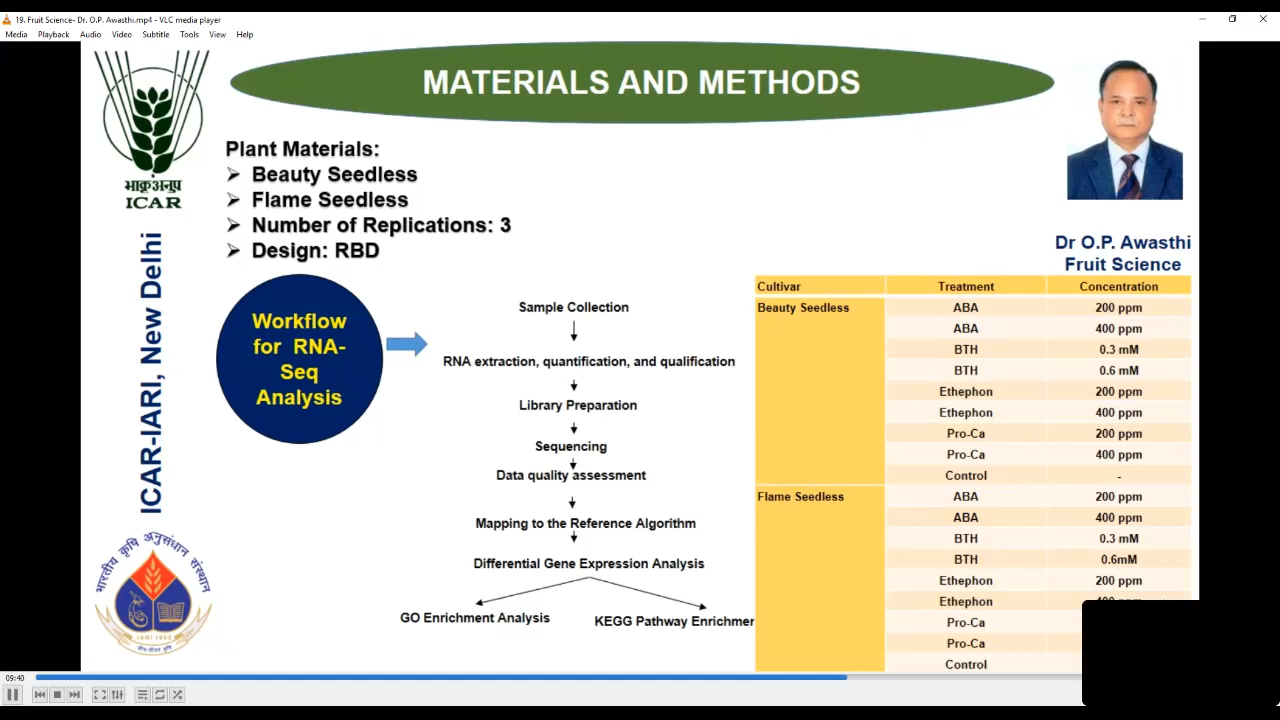 19. Fruit Science- Dr. O.P. Awasthi.mp4 - VLC media player
Media Playback Audio Video Subtitle Tools View Help
MATERIALS AND METHODS
भाकृअनुप
ICAR
ICAR-IARI, New Delhi
भारतीय कृषि अनुसंधान संस्थान
IARI 1905
Plant Materials:
➢ Beauty Seedless
➢ Flame Seedless
➢ Number of Replications: 3
➢ Design: RBD
Dr O.P. Awasthi
Fruit Science
Workflow
for RNA-
Seq
Analysis
Sample Collection
RNA extraction, quantification, and qualification
Library Preparation
Sequencing
Data quality assessment
Mapping to the Reference Algorithm
Differential Gene Expression Analysis
GO Enrichment Analysis KEGG Pathway Enrichmen
Cultivar Treatment Concentration
Beauty Seedless ABA 200 ppm
ABA 400 ppm
BTH 0.3 mM
BTH 0.6 mM
Ethephon 200 ppm
Ethephon 400 ppm
Pro-Ca 200 ppm
Pro-Ca 400 ppm
Control -
Flame Seedless ABA 200 ppm
ABA 400 ppm
BTH 0.3 mM
BTH 0.6mM
Ethephon 200 ppm
Ethephon
Pro-Ca
Pro-Ca
Control
09:40